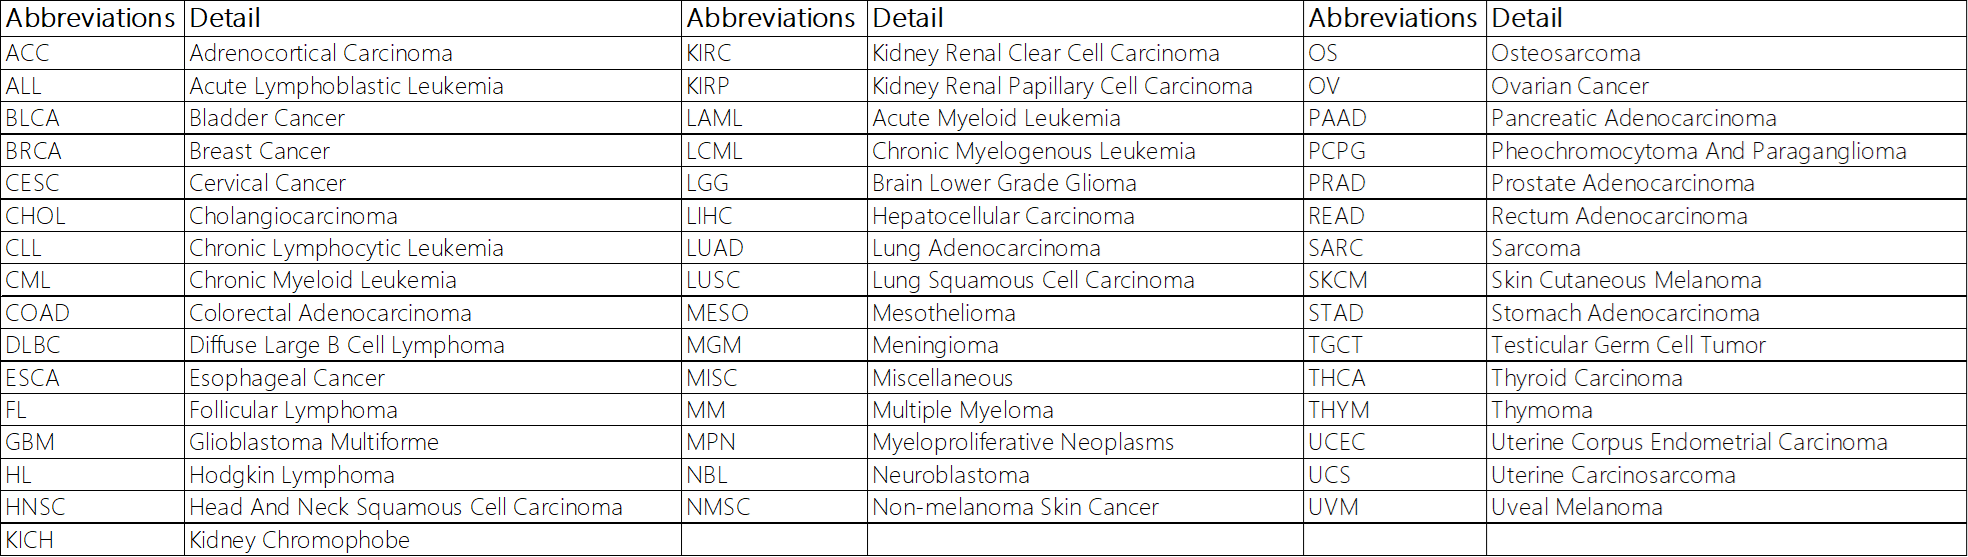 Abbreviations Detail Abbreviations Detail Abbreviations Detail
ACC Adrenocortical Carcinoma KIRC Kidney Renal Clear Cell Carcinoma OS Osteosarcoma
ALL Acute Lymphoblastic Leukemia KIRP Kidney Renal Papillary Cell Carcinoma OV Ovarian Cancer
BLCA Bladder Cancer LAML Acute Myeloid Leukemia PAAD Pancreatic Adenocarcinoma
BRCA Breast Cancer LCML Chronic Myelogenous Leukemia PCPG Pheochromocytoma And Paraganglioma
CESC Cervical Cancer LGG Brain Lower Grade Glioma PRAD Prostate Adenocarcinoma
CHOL Cholangiocarcinoma LIHC Hepatocellular Carcinoma READ Rectum Adenocarcinoma
CLL Chronic Lymphocytic Leukemia LUAD Lung Adenocarcinoma SARC Sarcoma
CML Chronic Myeloid Leukemia LUSC Lung Squamous Cell Carcinoma SKCM Skin Cutaneous Melanoma
COAD Colorectal Adenocarcinoma MESO Mesothelioma STAD Stomach Adenocarcinoma
DLBC Diffuse Large B Cell Lymphoma MGM Meningioma TGCT Testicular Germ Cell Tumor
ESCA Esophageal Cancer MISC Miscellaneous THCA Thyroid Carcinoma
FL Follicular Lymphoma MM Multiple Myeloma THYM Thymoma
GBM Glioblastoma Multiforme MPN Myeloproliferative Neoplasms UCEC Uterine Corpus Endometrial Carcinoma
HL Hodgkin Lymphoma NBL Neuroblastoma UCS Uterine Carcinosarcoma
HNSC Head And Neck Squamous Cell Carcinoma NMSC Non-melanoma Skin Cancer UVM Uveal Melanoma
KICH Kidney Chromophobe